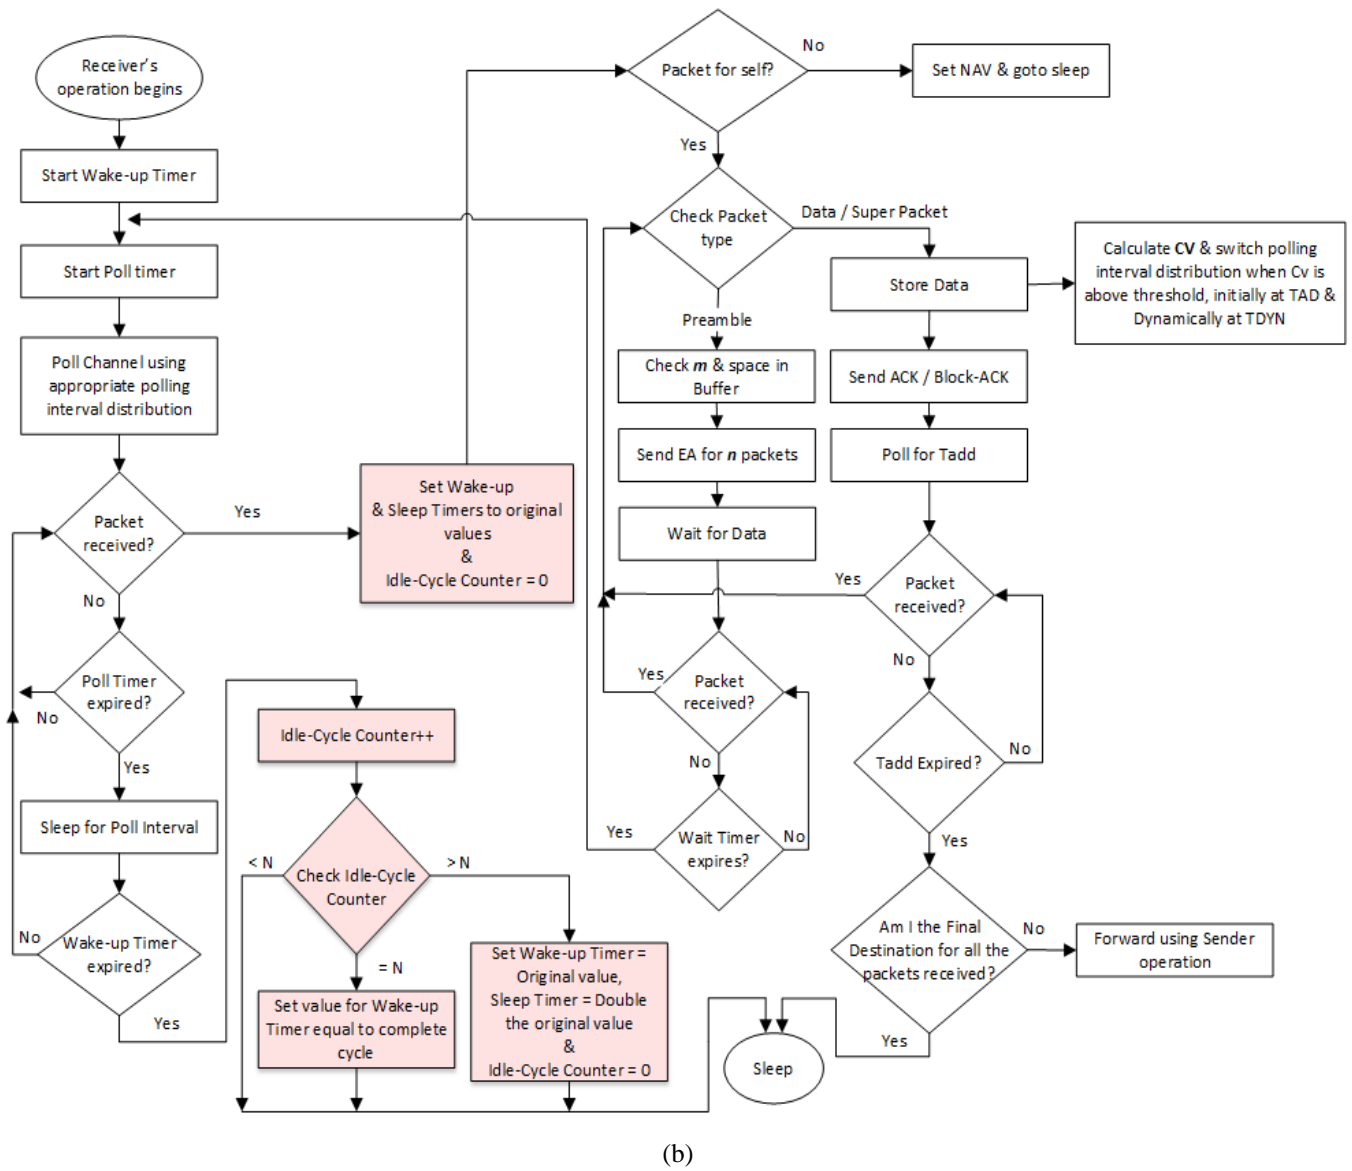 Receiver's
operation begins
Start Wake-up Timer
Start Poll timer
Poll Channel using
appropriate polling
interval distribution
Packet
received?
Yes
No
Poll Timer
expired?
No
Yes
Sleep for Poll Interval
Wake-up Timer
expired?
No
Yes
Set Wake-up
& Sleep Timers to original
values
&
Idle-Cycle Counter = 0
Idle-Cycle Counter++
Check Idle-Cycle
Counter
< N
> N
= N
Set value for Wake-up
Timer equal to complete
cycle
Set Wake-up Timer =
Original value,
Sleep Timer = Double
the original value
&
Idle-Cycle Counter = 0
Packet for self?
No
Set NAV & goto sleep
Yes
Check Packet
type
Data / Super Packet
Preamble
Check m & space in
Buffer
Send EA for n packets
Wait for Data
Packet
received?
Yes
No
Wait Timer
expires?
Yes
No
Store Data
Calculate CV & switch polling
interval distribution when Cv is
above threshold, initially at TAD &
Dynamically at TDYN
Send ACK / Block-ACK
Poll for Tadd
Packet
received?
Yes
No
Tadd Expired?
No
Yes
Am I the Final
Destination for all the
packets received?
No
Forward using Sender
operation
Yes
Sleep
(b)